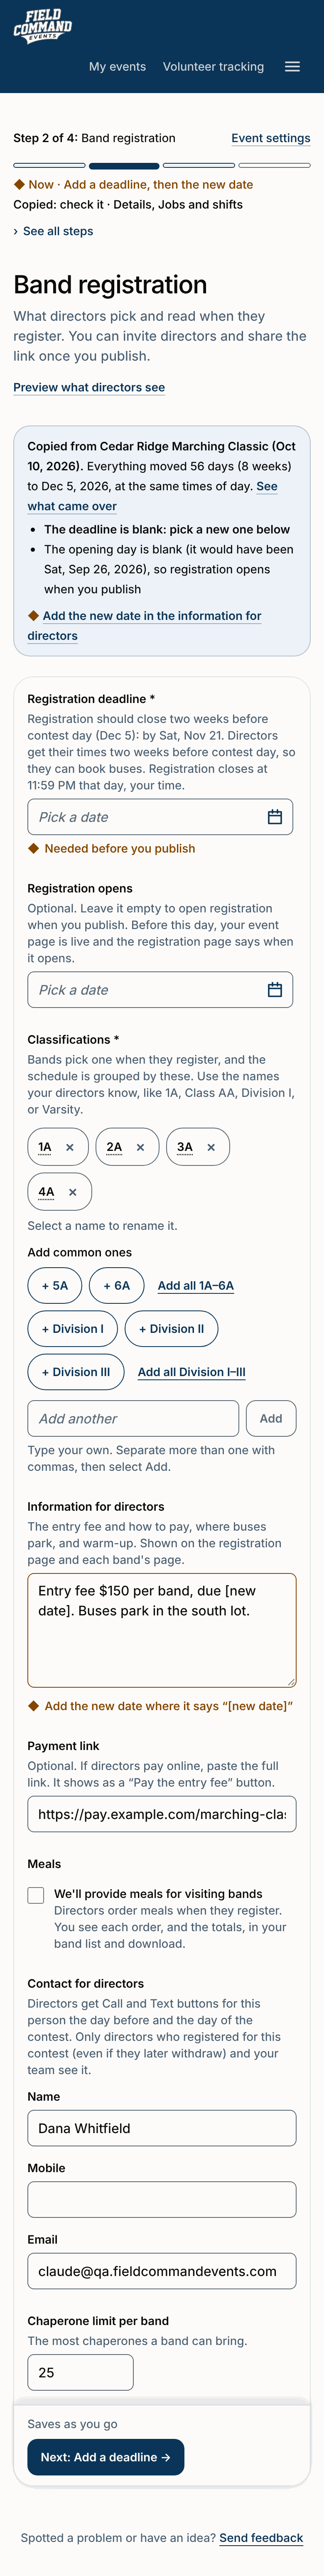 FIELD
COMMAND
EVENTS
My events Volunteer tracking
Step 2 of 4: Band registration Event settings
◆ Now · Add a deadline, then the new date
Copied: check it · Details, Jobs and shifts
› See all steps
Band registration
What directors pick and read when they
register. You can invite directors and share the
link once you publish.
Preview what directors see
Copied from Cedar Ridge Marching Classic (Oct
10, 2026). Everything moved 56 days (8 weeks)
to Dec 5, 2026, at the same times of day. See
what came over
• The deadline is blank: pick a new one below
• The opening day is blank (it would have been
Sat, Sep 26, 2026), so registration opens
when you publish
◆ Add the new date in the information for
directors
Registration deadline *
Registration should close two weeks before
contest day (Dec 5): by Sat, Nov 21. Directors
get their times two weeks before contest day, so
they can book buses. Registration closes at
11:59 PM that day, your time.
Pick a date
◆ Needed before you publish
Registration opens
Optional. Leave it empty to open registration
when you publish. Before this day, your event
page is live and the registration page says when
it opens.
Pick a date
Classifications *
Bands pick one when they register, and the
schedule is grouped by these. Use the names
your directors know, like 1A, Class AA, Division I,
or Varsity.
1A × 2A × 3A ×
4A ×
Select a name to rename it.
Add common ones
+ 5A + 6A Add all 1A–6A
+ Division I + Division II
+ Division III Add all Division I–III
Add another Add
Type your own. Separate more than one with
commas, then select Add.
Information for directors
The entry fee and how to pay, where buses
park, and warm-up. Shown on the registration
page and each band's page.
Entry fee $150 per band, due [new
date]. Buses park in the south lot.
◆ Add the new date where it says “[new date]”
Payment link
Optional. If directors pay online, paste the full
link. It shows as a “Pay the entry fee” button.
https://pay.example.com/marching-clas
Meals
We'll provide meals for visiting bands
Directors order meals when they register.
You see each order, and the totals, in your
band list and download.
Contact for directors
Directors get Call and Text buttons for this
person the day before and the day of the
contest. Only directors who registered for this
contest (even if they later withdraw) and your
team see it.
Name
Dana Whitfield
Mobile
Email
claude@qa.fieldcommandevents.com
Chaperone limit per band
The most chaperones a band can bring.
25
Saves as you go
Next: Add a deadline →
Spotted a problem or have an idea? Send feedback